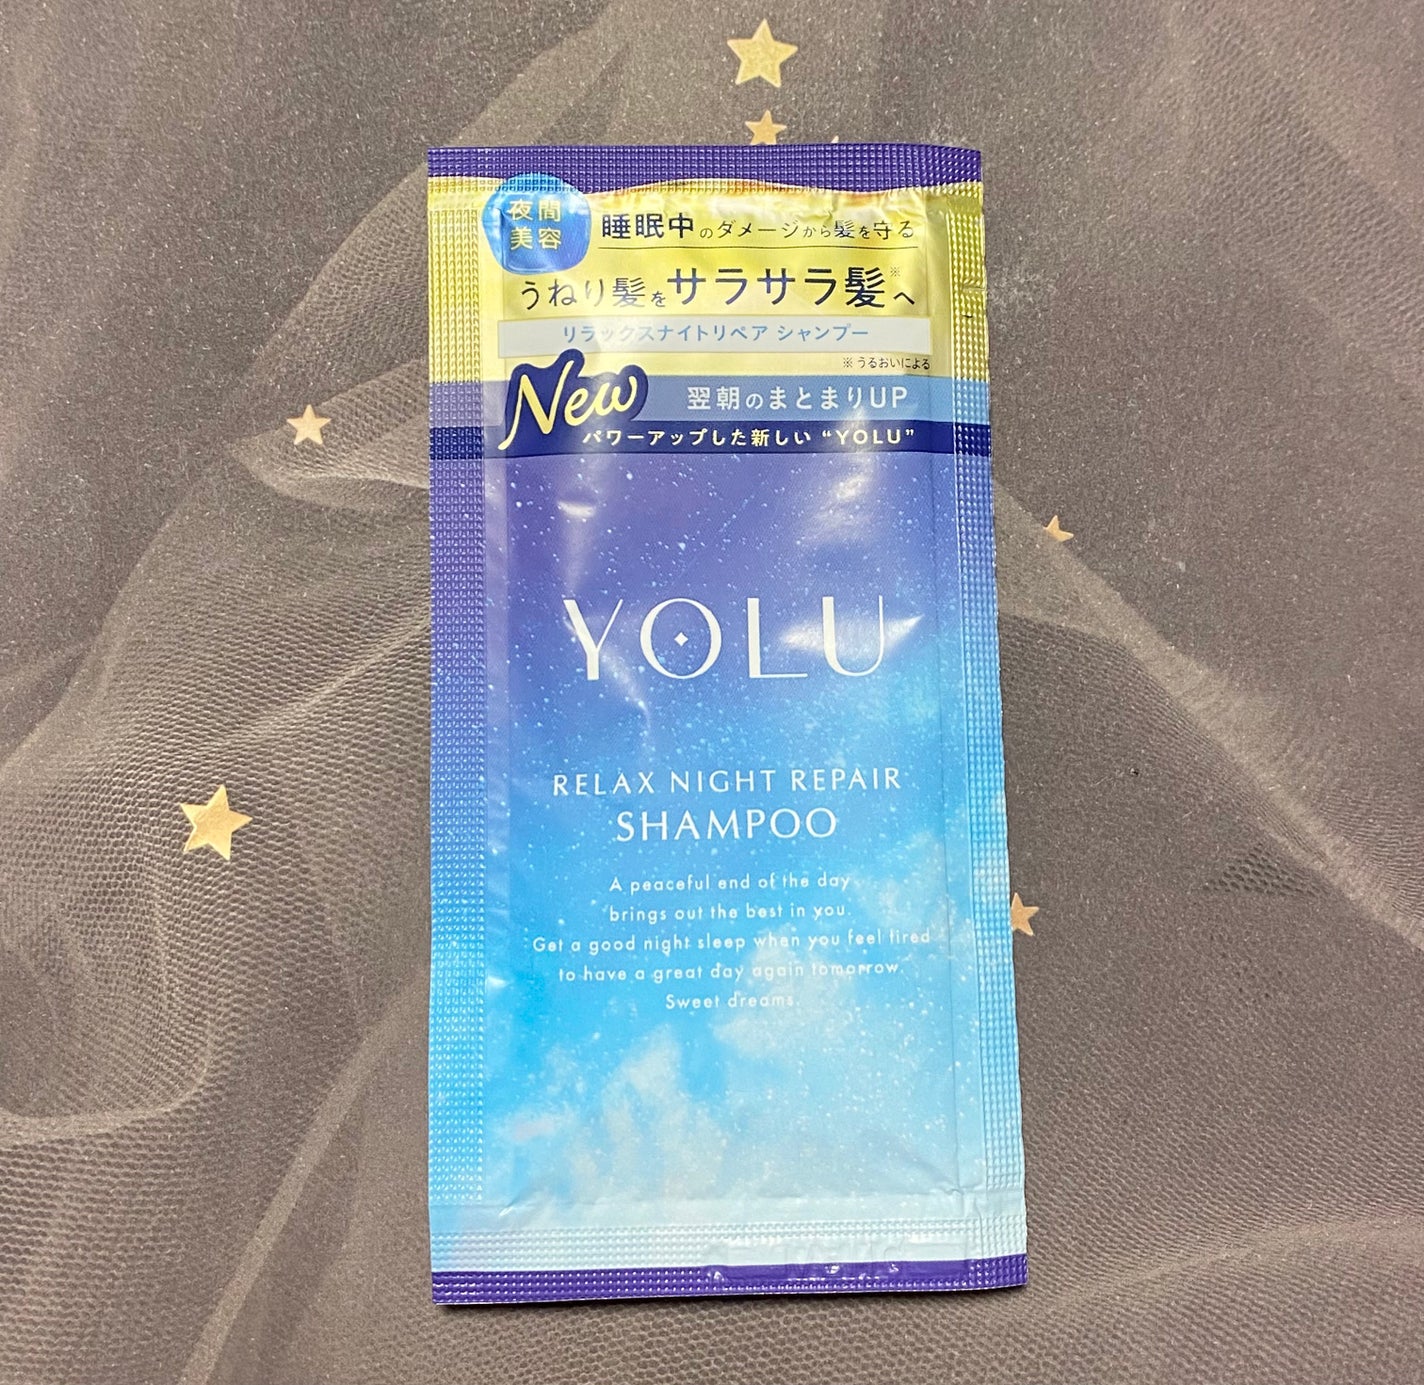 夜間
美容
睡眠中のダメージから髪を守る
うねり髪をサラサラ髪※へ
リラックスナイトリペア シャンプー
※うるおいによる
New
翌朝のまとまりUP
パワーアップした新しい“YOLU”
YOLU
RELAX NIGHT REPAIR
SHAMPOO
A peaceful end of the day
brings out the best in you.
Get a good night sleep when you feel tired
to have a great day again tomorrow.
Sweet dreams.